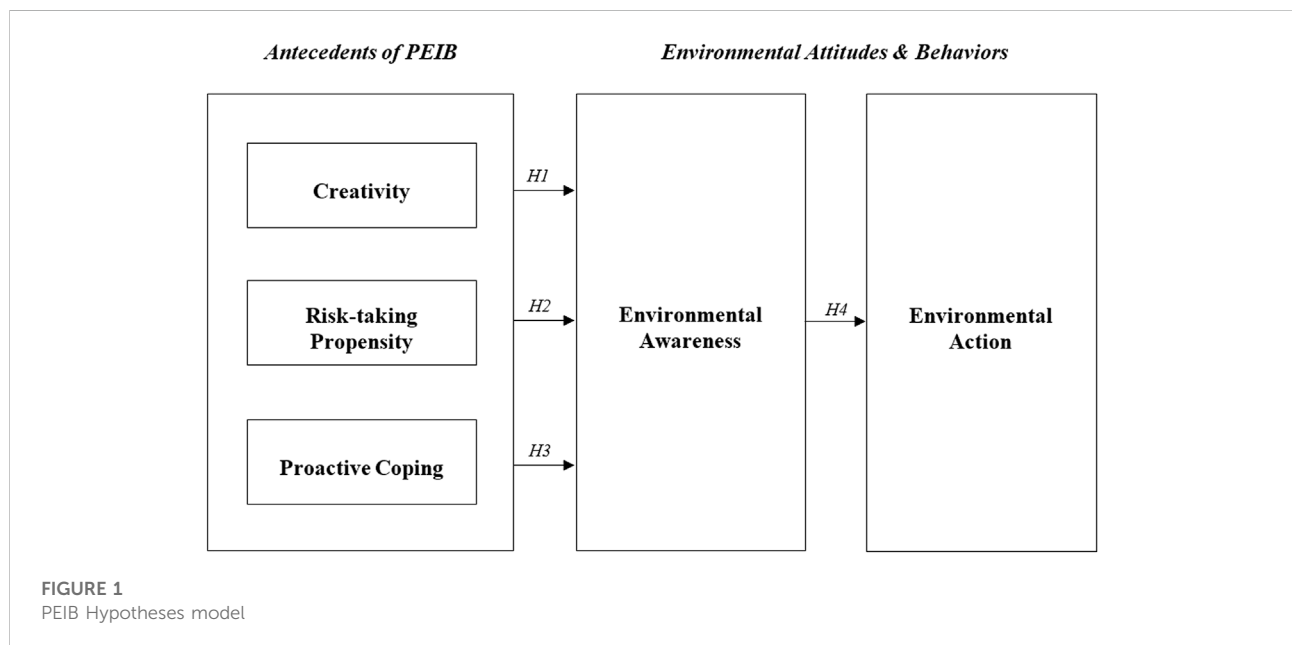 Antecedents of PEIB
Environmental Attitudes & Behaviors
Creativity
H1
Risk-taking
Propensity
H2
Proactive Coping
H3
Environmental
Awareness
H4
Environmental
Action
FIGURE 1
PEIB Hypotheses model